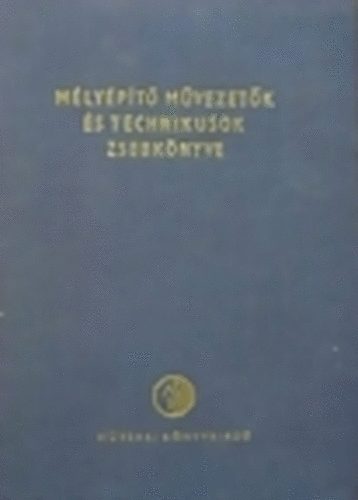 MÉLYÉPÍTŐ MŰVEZETŐK
ÉS TECHNIKUSOK
ZSEBKÖNYVE
MŰSZAKI KÖNYVKIADÓ